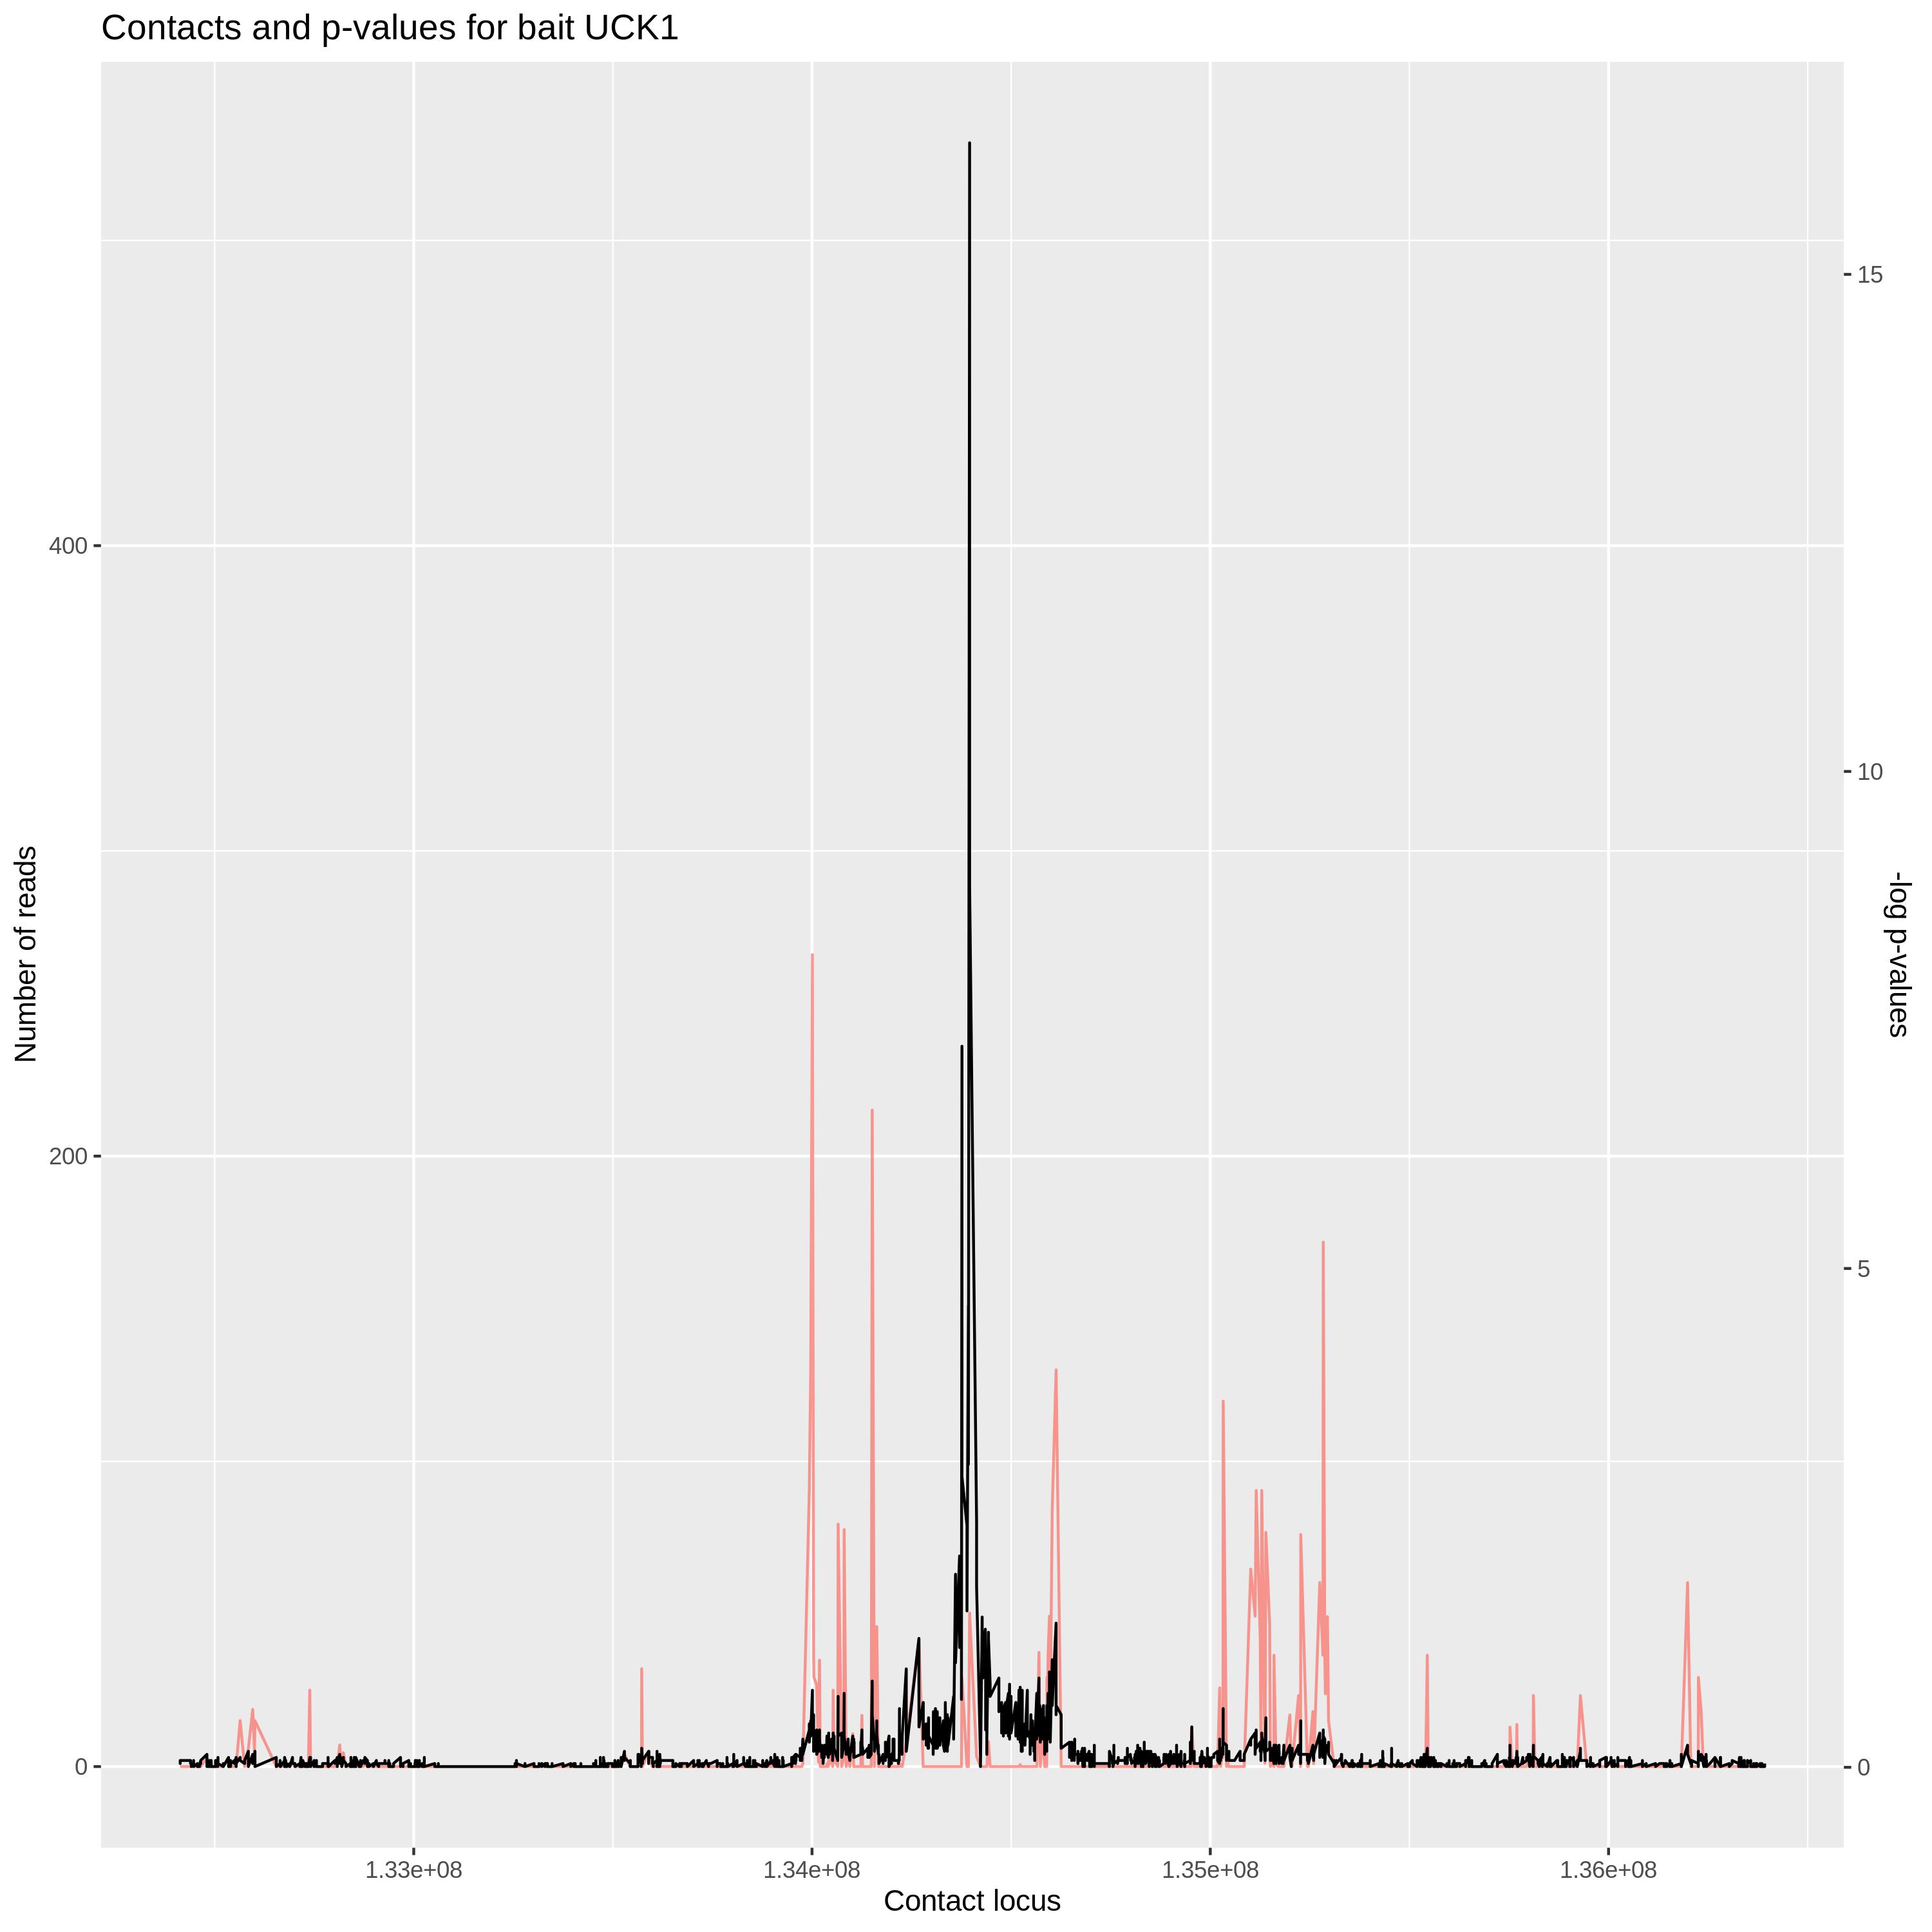 Contacts and p-values for bait UCK1
Number of reads
400
200
0
15
10
5
0
-log p-values
1.33e+08
1.34e+08
1.35e+08
1.36e+08
Contact locus